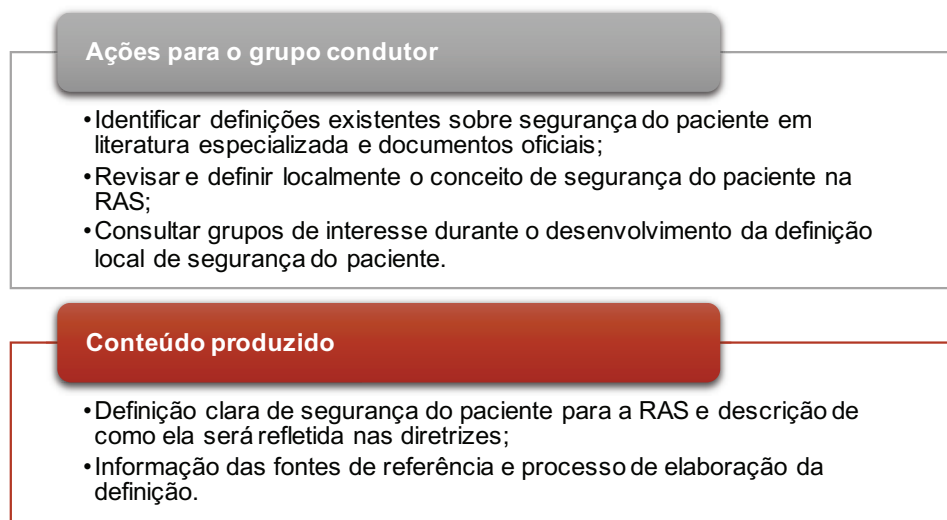 Ações para o grupo condutor
•Identificar definições existentes sobre segurança do paciente em
literatura especializada e documentos oficiais;
•Revisar e definir localmente o conceito de segurança do paciente na
RAS;
•Consultar grupos de interesse durante o desenvolvimento da definição
local de segurança do paciente.
Conteúdo produzido
•Definição clara de segurança do paciente para a RAS e descrição de
como ela será refletida nas diretrizes;
•Informação das fontes de referência e processo de elaboração da
definição.